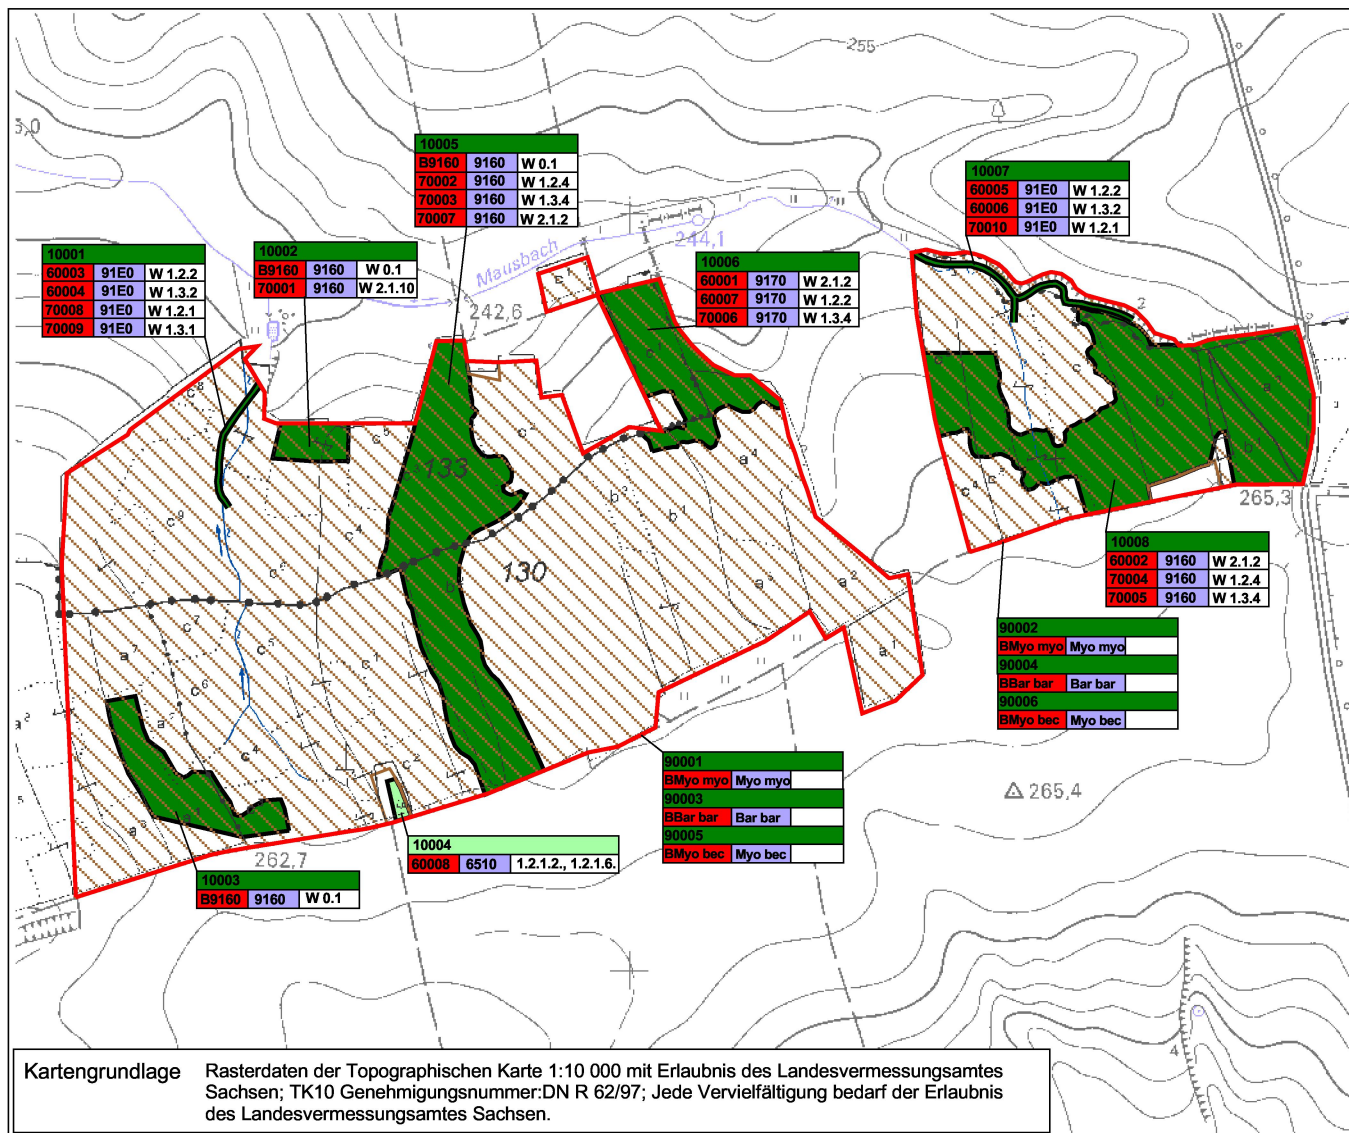 255
10005
B9160 9160 W 0.1
70002 9160 W 1.2.4
70003 9160 W 1.3.4
70007 9160 W 2.1.2
10007
60005 91E0 W 1.2.2
60006 91E0 W 1.3.2
70010 91E0 W 1.2.1
10001
60003 91E0 W 1.2.2
60004 91E0 W 1.3.2
70008 91E0 W 1.2.1
70009 91E0 W 1.3.1
10002
B9160 9160 W 0.1
70001 9160 W 2.1.10
Mausbach
244,1
242,6
10006
60001 9170 W 2.1.2
60007 9170 W 1.2.2
70006 9170 W 1.3.4
133
130
265,3
10008
60002 9160 W 2.1.2
70004 9160 W 1.2.4
70005 9160 W 1.3.4
90002
BMyo myo Myo myo
90004
BBar bar Bar bar
90006
BMyo bec Myo bec
90001
BMyo myo Myo myo
90003
BBar bar Bar bar
90005
BMyo bec Myo bec
265,4
10004
60008 6510 1.2.1.2., 1.2.1.6.
262,7
10003
B9160 9160 W 0.1
Kartengrundlage Rasterdaten der Topographischen Karte 1:10 000 mit Erlaubnis des Landesvermessungsamtes
Sachsen; TK10 Genehmigungsnummer:DN R 62/97; Jede Vervielfältigung bedarf der Erlaubnis
des Landesvermessungsamtes Sachsen.